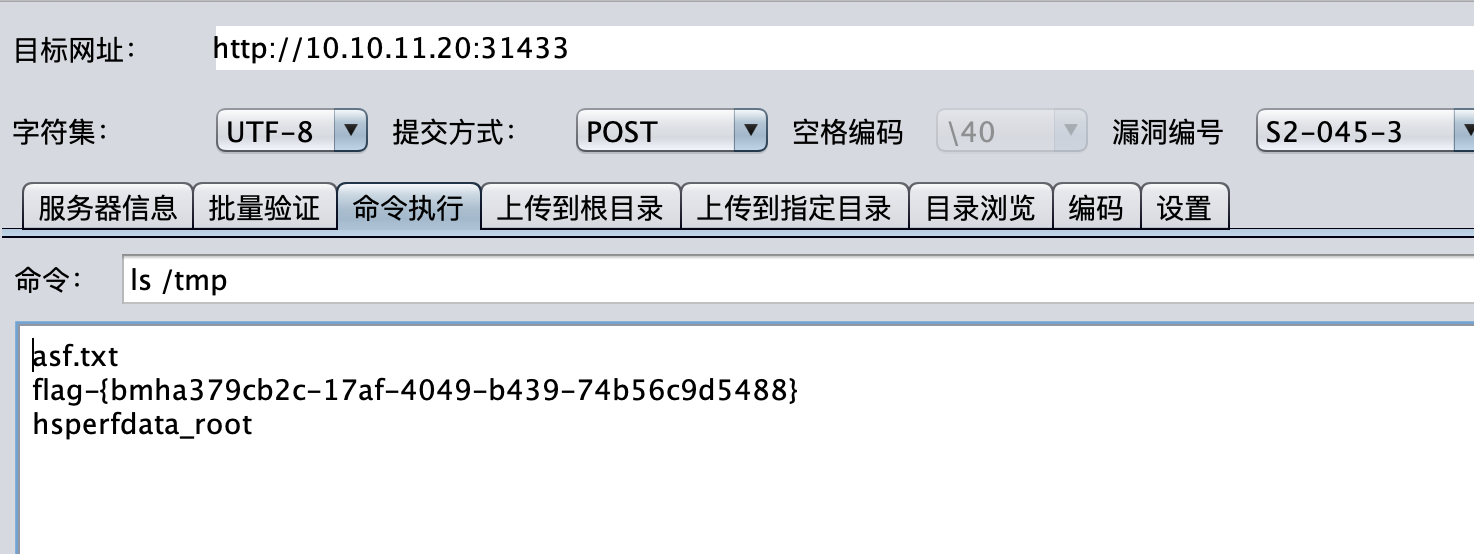 目标网址： http://10.10.11.20:31433
字符集： UTF-8 提交方式： POST 空格编码 \40 漏洞编号 S2-045-3
服务器信息 批量验证 命令执行 上传到根目录 上传到指定目录 目录浏览 编码 设置
命令： ls /tmp
asf.txt
flag-{bmha379cb2c-17af-4049-b439-74b56c9d5488}
hsperfdata_root